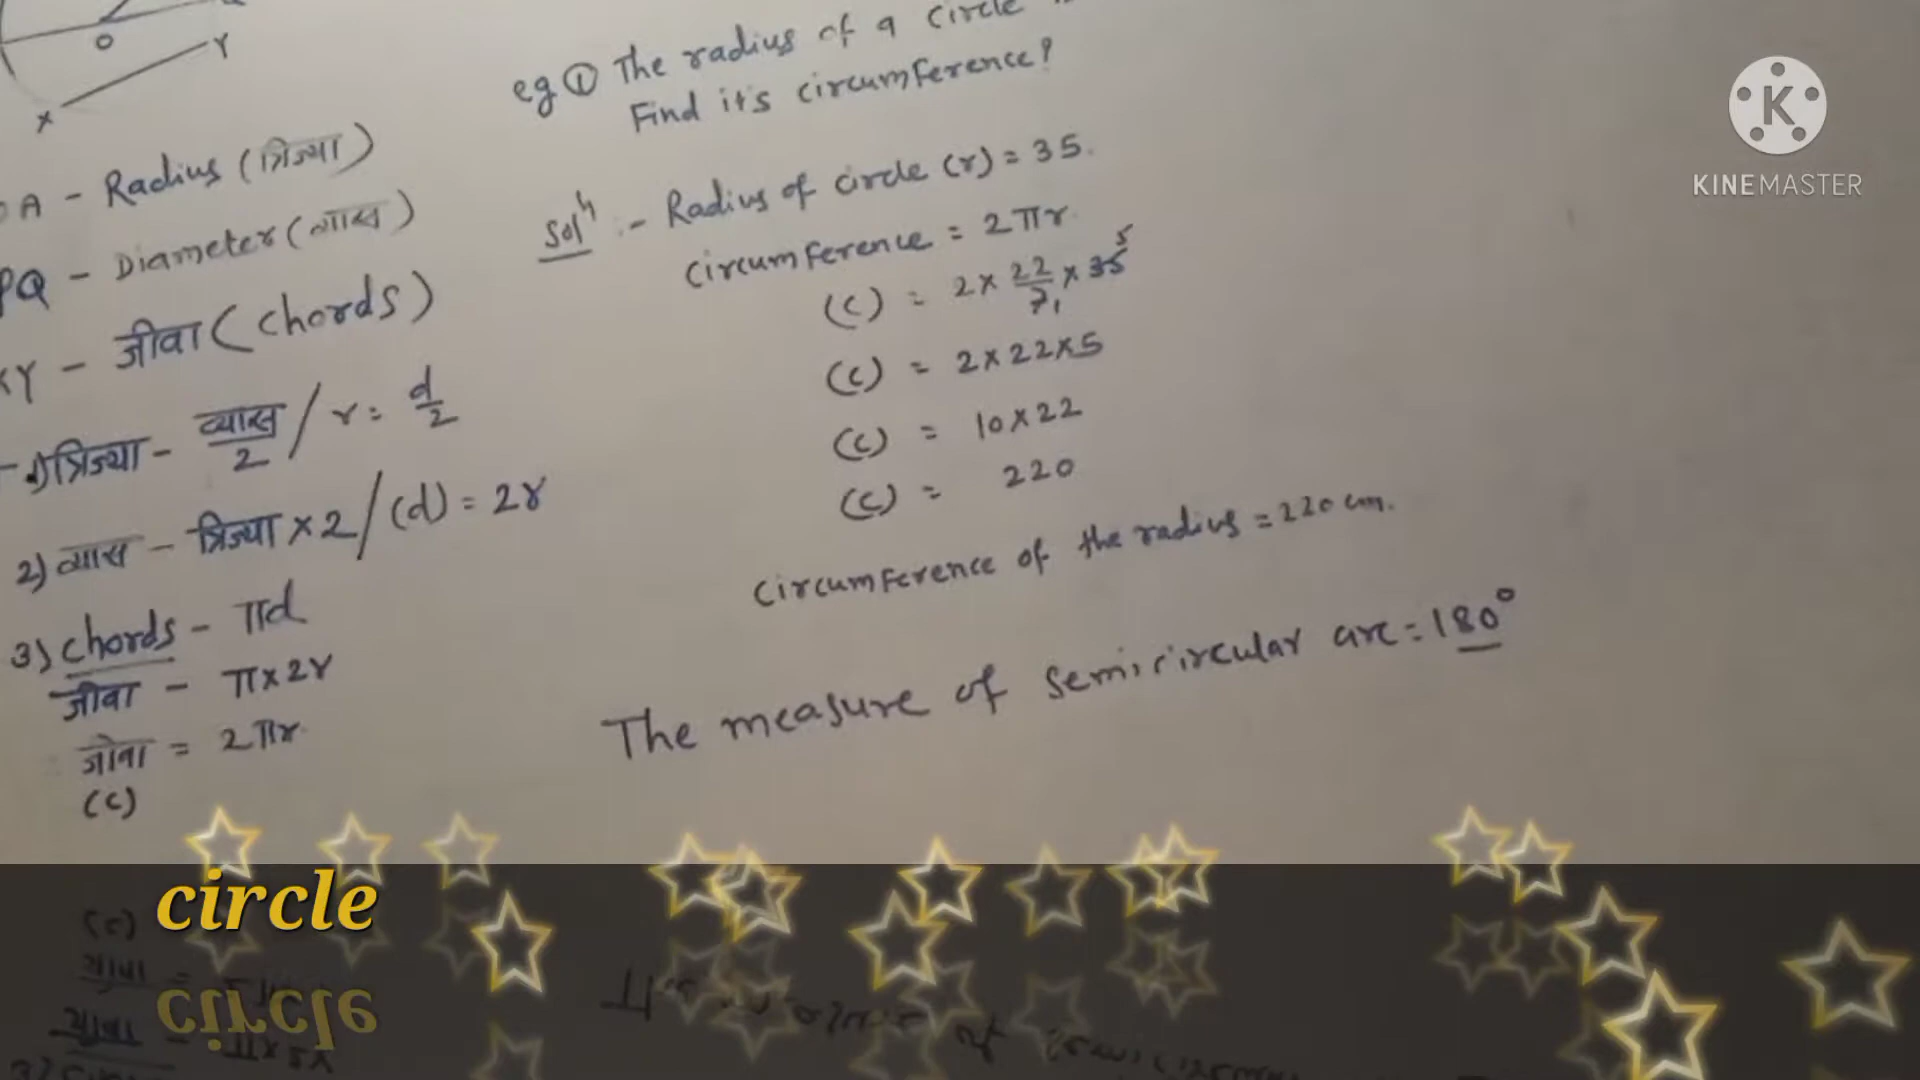 O
Y
X
A - Radius (त्रिज्या)
PQ - Diameter (व्यास)
XY - जीवा (chords)
1) त्रिज्या - व्यास/2 / r = d/2
2) व्यास - त्रिज्या × 2 / (d) = 2r
3) chords - πd
जीवा - π×2r
जीवा = 2πr
(c)
eg ① The radius of a circle
Find it's circumference?
Solⁿ :- Radius of circle (r) = 35.
Circumference = 2πr
(c) = 2 × 22/7 1 × 35 5
(c) = 2×22×5
(c) = 10×22
(c) = 220
Circumference of the radius = 220 cm.
The measure of semicircular arc = 180°
K
KINEMASTER
circle